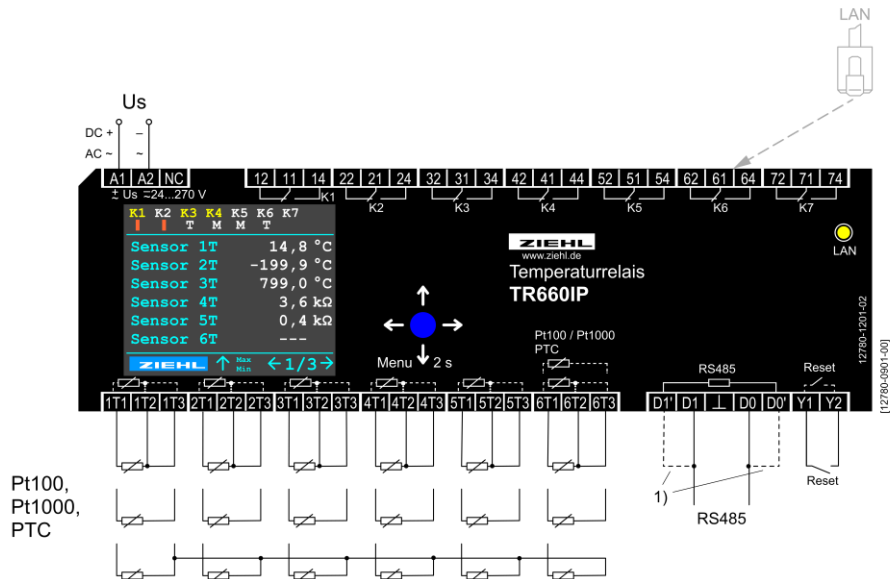 LAN
Us
DC + –
AC ~ ~
A1 A2 NC
12 11 14 22 21 24 32 31 34 42 41 44 52 51 54 62 61 64 72 71 74
± Us ≂24...270 V
K1 K2 K3 K4 K5 K6 K7
K1 K2 K3 K4 K5 K6 K7
T M M T
Sensor 1T 14,8 °C
Sensor 2T -199,9 °C
Sensor 3T 799,0 °C
Sensor 4T 3,6 kΩ
Sensor 5T 0,4 kΩ
Sensor 6T ---
ZIEHL ↑ Max Min ←1/3→
ZIEHL
www.ziehl.de
Temperaturrelais
TR660IP
LAN
Menu 2 s
Pt100 / Pt1000
PTC
RS485
Reset
12780-1201-02
[12780-0901-00]
1T1 1T2 1T3 2T1 2T2 2T3 3T1 3T2 3T3 4T1 4T2 4T3 5T1 5T2 5T3 6T1 6T2 6T3
D1' D1 ⊥ D0 D0' Y1 Y2
Pt100,
Pt1000,
PTC
1)
Reset
RS485